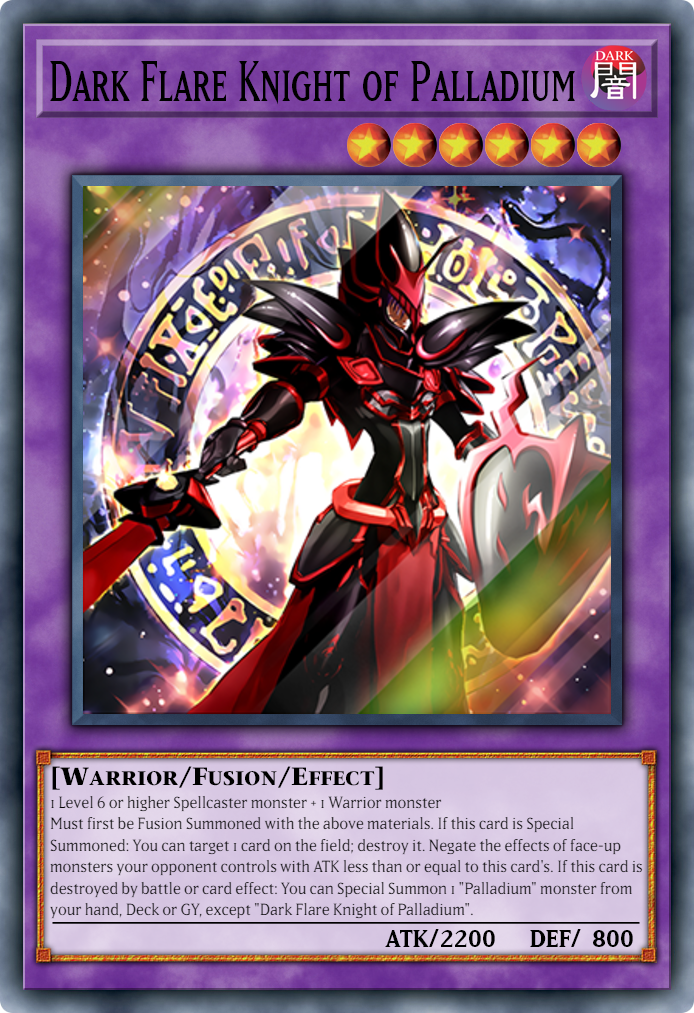 Dark Flare Knight of Palladium
DARK
闇
[Warrior/Fusion/Effect]
1 Level 6 or higher Spellcaster monster + 1 Warrior monster
Must first be Fusion Summoned with the above materials. If this card is Special
Summoned: You can target 1 card on the field; destroy it. Negate the effects of face-up
monsters your opponent controls with ATK less than or equal to this card's. If this card is
destroyed by battle or card effect: You can Special Summon 1 "Palladium" monster from
your hand, Deck or GY, except "Dark Flare Knight of Palladium".
ATK/2200 DEF/ 800